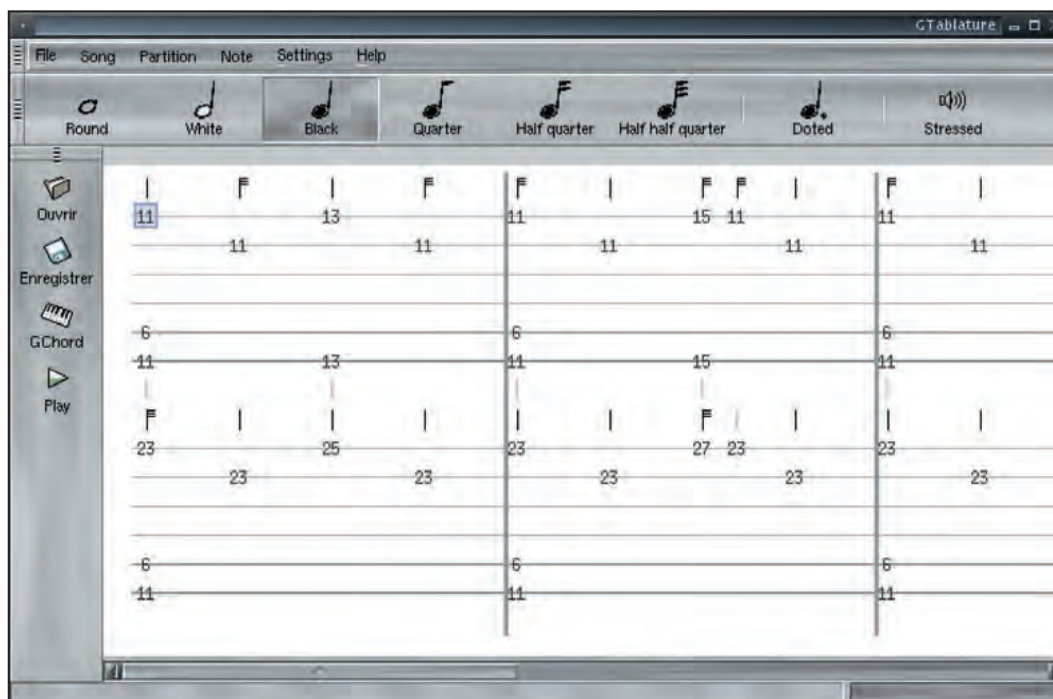 GTablature
File Song Partition Note Settings Help
Round White Black Quarter Half quarter Half half quarter Doted Stressed
Ouvrir
Enregistrer
GChord
Play
11 13 11 15 11 11
11 11 11 11 11
6 6 6
11 13 11 15 11
23 25 23 27 23 23
23 23 23 23 23
6 6 6
11 11 11